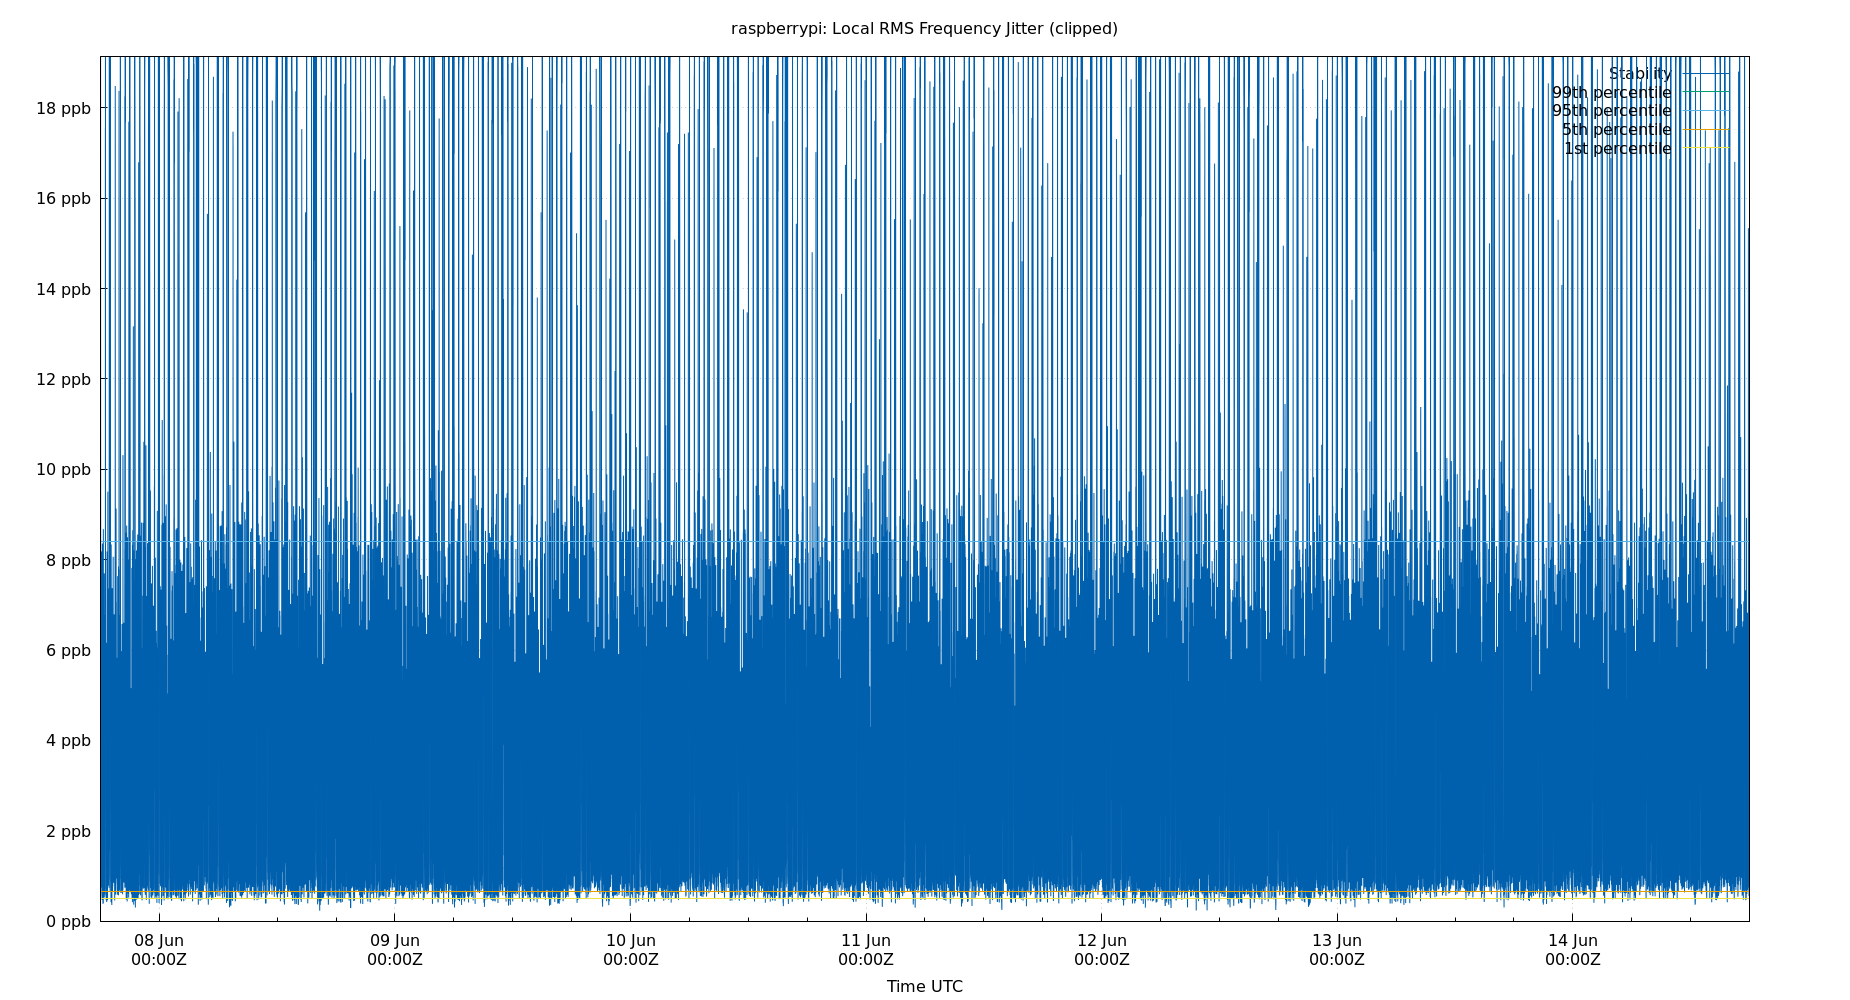 raspberrypi: Local RMS Frequency Jitter (clipped)
Stability
99th percentile
95th percentile
5th percentile
1st percentile
18 ppb
16 ppb
14 ppb
12 ppb
10 ppb
8 ppb
6 ppb
4 ppb
2 ppb
0 ppb
08 Jun
00:00Z
09 Jun
00:00Z
10 Jun
00:00Z
11 Jun
00:00Z
12 Jun
00:00Z
13 Jun
00:00Z
14 Jun
00:00Z
Time UTC